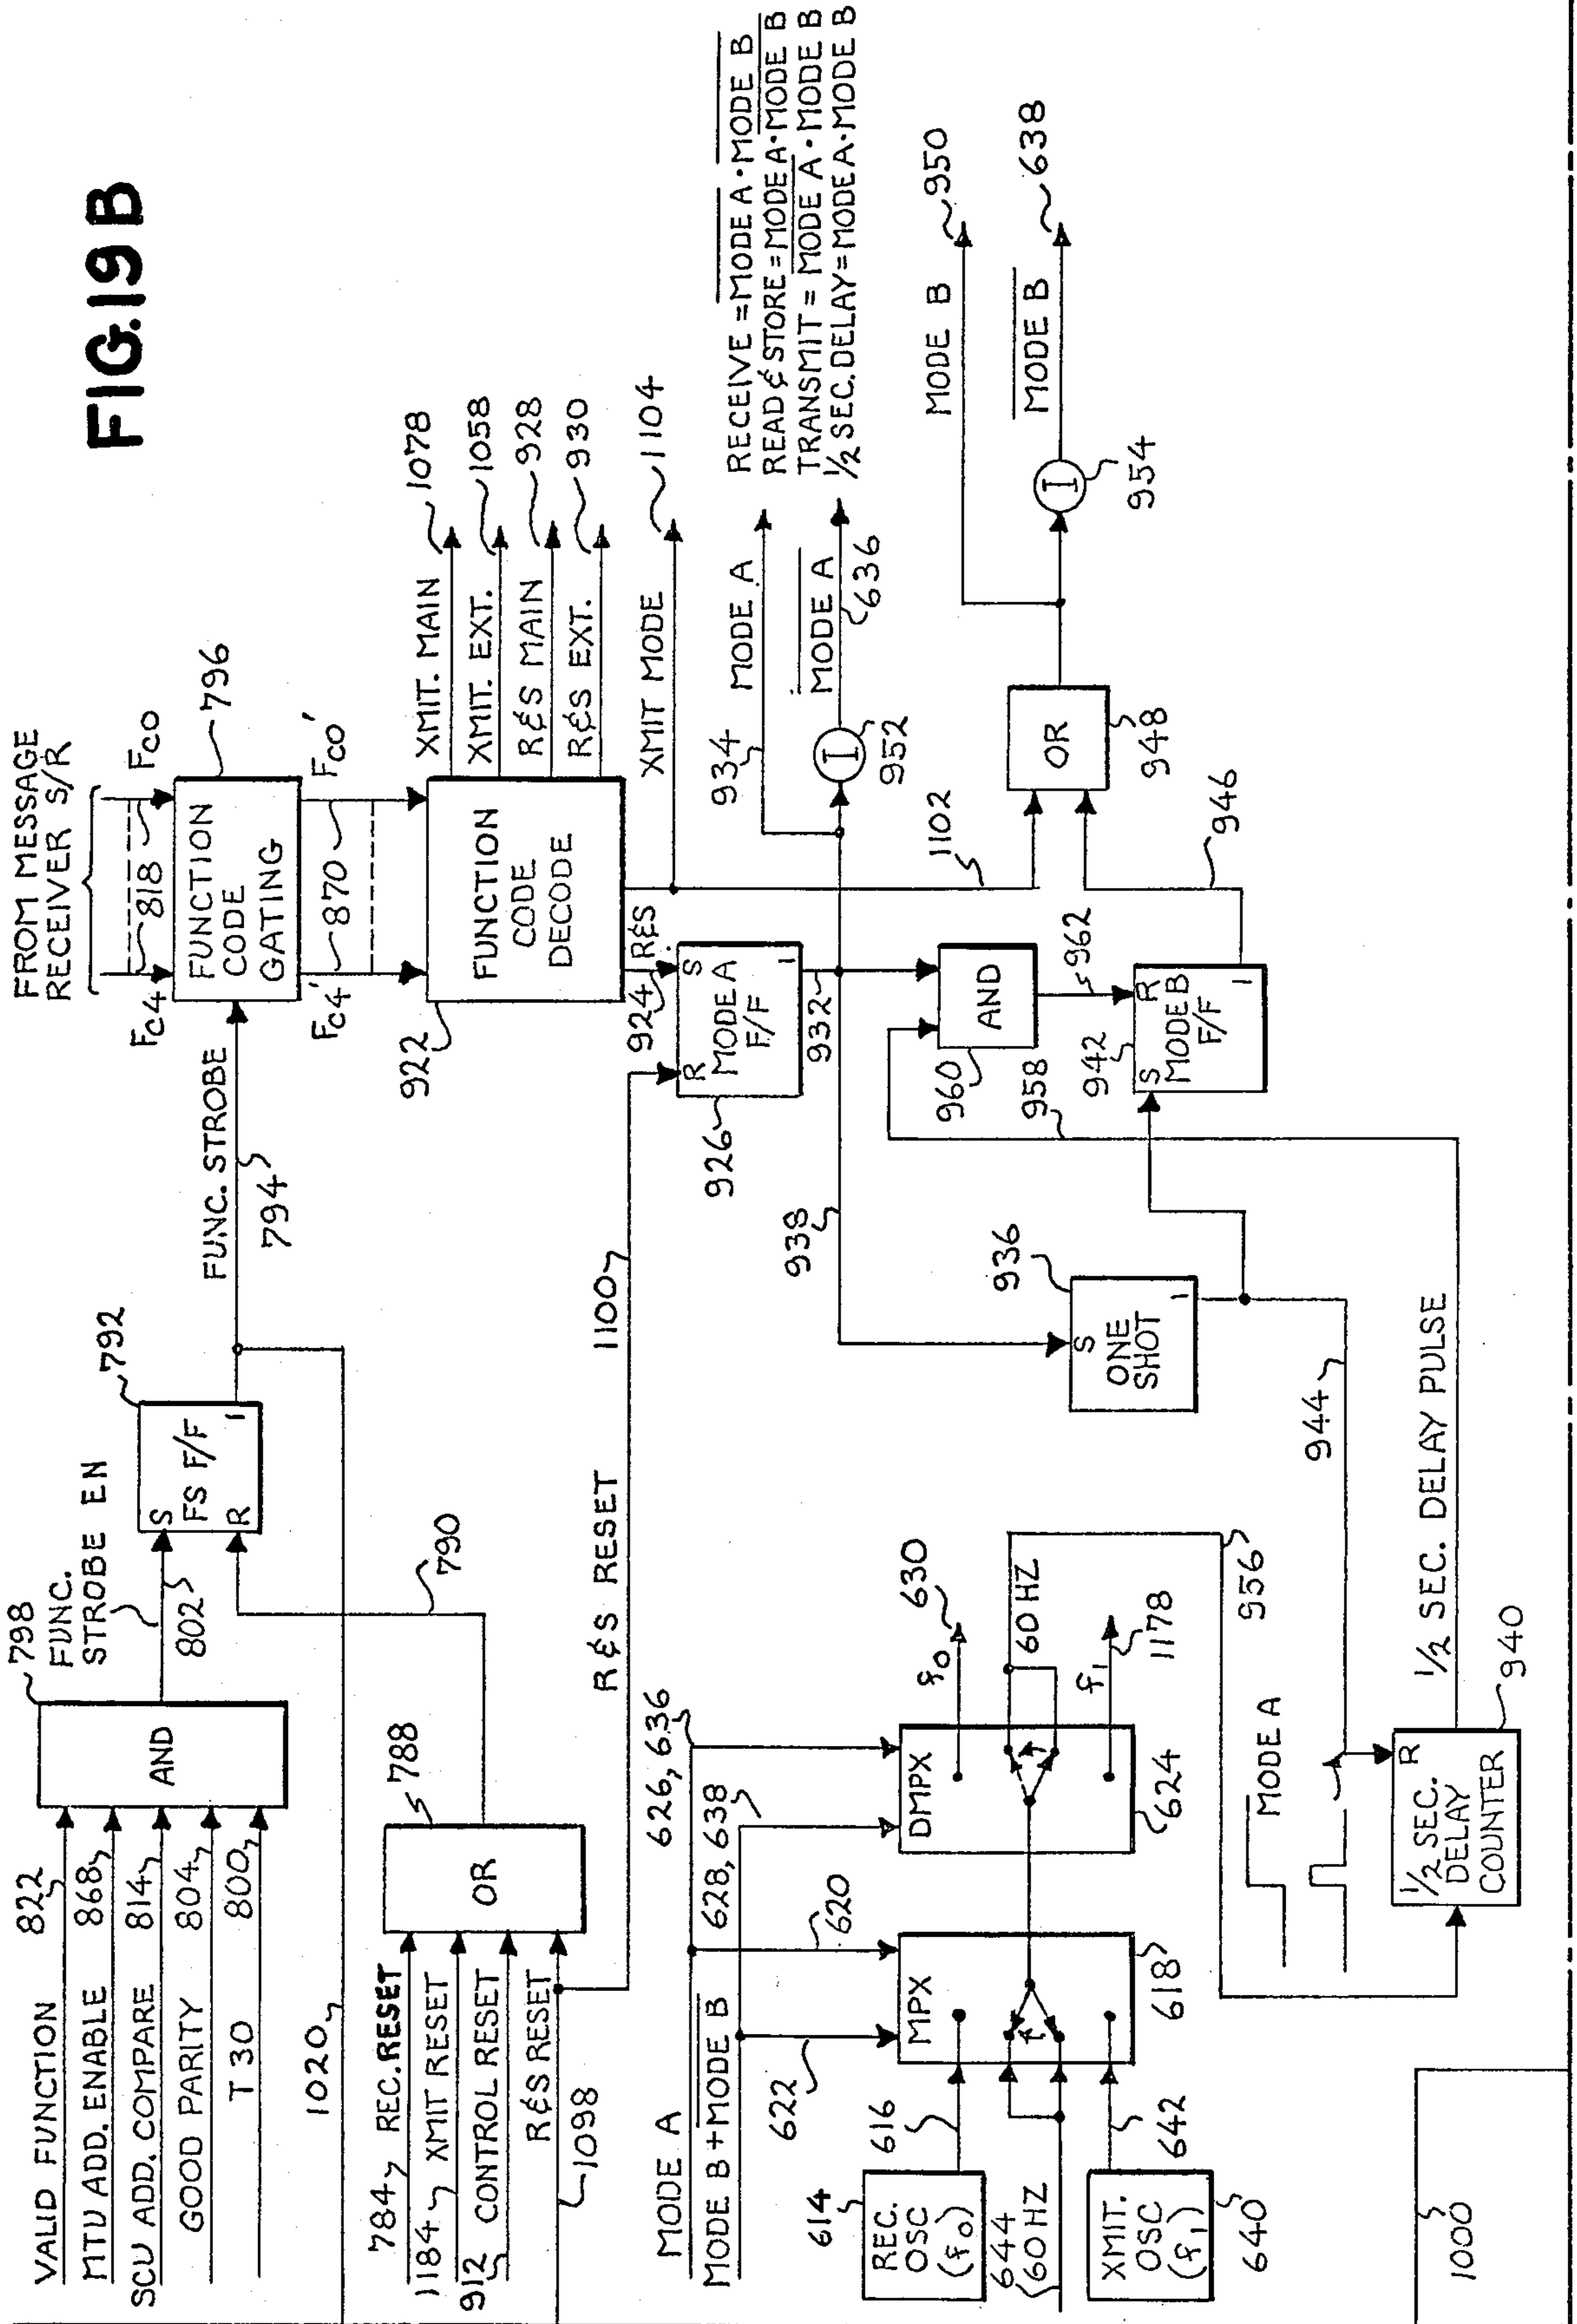 FIG.19B
FROM MESSAGE
RECEIVER S/R
Fc4
818
Fco
FUNCTION
CODE
GATING
796
Fc4'
870
Fco'
FUNCTION
CODE
DECODE
922
XMIT. MAIN
1078
XMIT. EXT.
1058
R&S MAIN
928
R&S EXT.
930
XMIT MODE
1104
VALID FUNCTION 822
MTU ADD. ENABLE 868
SCU ADD. COMPARE 814
GOOD PARITY 804
T 30 800
AND
798
FUNC.
STROBE EN
802
S
FS F/F
R
1
792
FUNC. STROBE
794
1020
784 REC. RESET
1184 XMIT RESET
912 CONTROL RESET
R&S RESET
1098
OR
788
790
R&S RESET
1100
924
R&S
R
S
MODE A
F/F
1
926
932
934
MODE A
MODE A
636
I
952
RECEIVE = MODE A · MODE B
READ & STORE = MODE A · MODE B
TRANSMIT = MODE A · MODE B
1/2 SEC. DELAY = MODE A · MODE B
938
S
ONE
SHOT
1
936
AND
960
958
962
942
S
R
MODE B
F/F
1
946
1102
OR
948
MODE B
950
MODE B
638
I
954
MODE A
MODE B + MODE B
626, 636
628, 638
622
620
MPX
618
DMPX
624
614
REC.
OSC
(f0)
616
644
60 HZ
XMIT.
OSC
(f1)
640
642
f0
630
60 HZ
f1
1178
956
MODE A
944
1/2 SEC.
DELAY
COUNTER
R
940
1/2 SEC. DELAY PULSE
1000